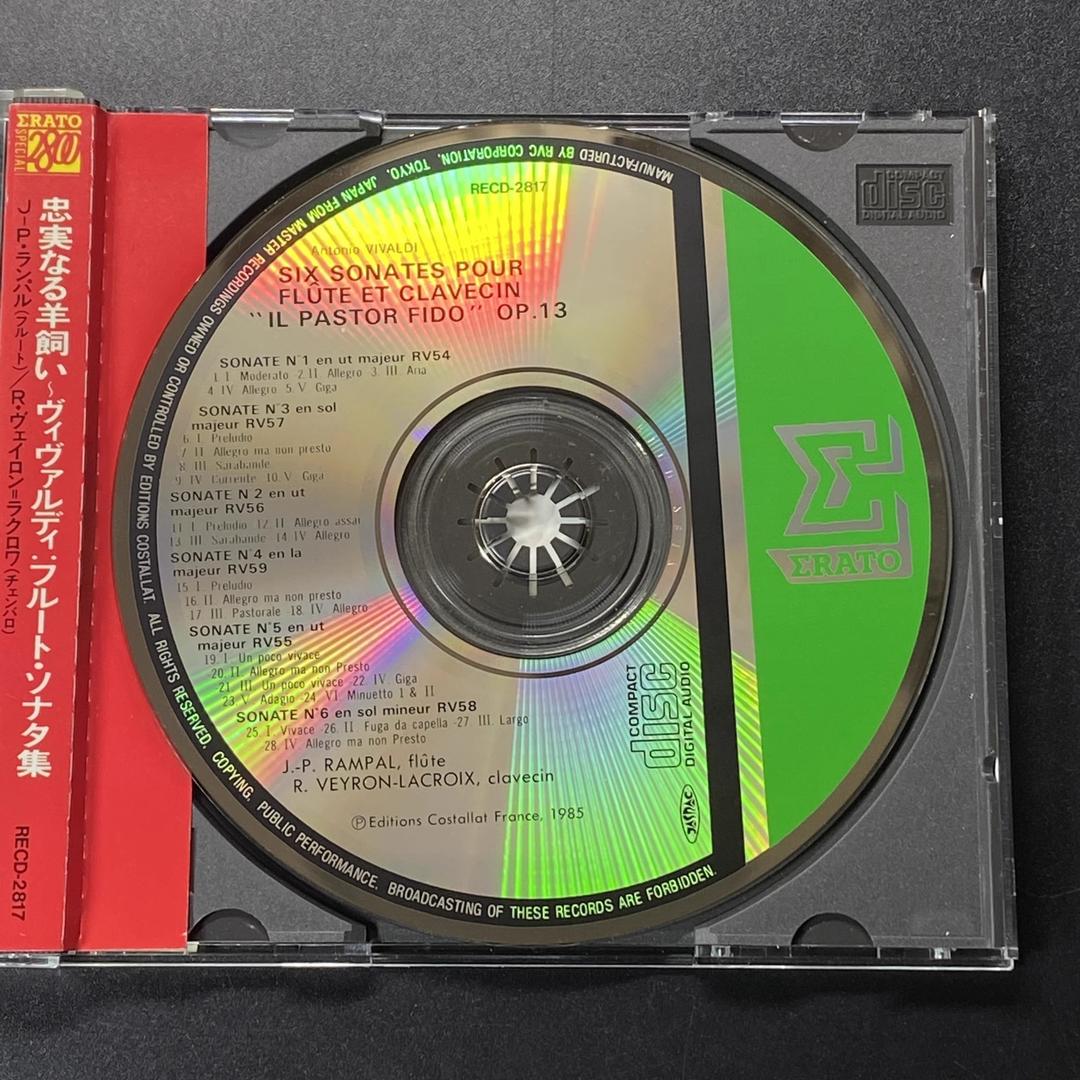 ΣRATO
SPECIAL
2800
忠実なる羊飼い〜ヴィヴァルディ:フルート・ソナタ集
J-P・ランパル(フルート)/R・ヴェイロン=ラクロワ(チェンバロ)
RECD-2817
MANUFACTURED BY RVC CORPORATION, TOKYO, JAPAN FROM MASTER RECORDINGS OWNED OR CONTROLLED BY EDITIONS COSTALLAT. ALL RIGHTS RESERVED. COPYING, PUBLIC PERFORMANCE, BROADCASTING OF THESE RECORDS ARE FORBIDDEN.
RECD-2817
Antonio VIVALDI
SIX SONATES POUR
FLÛTE ET CLAVECIN
"IL PASTOR FIDO" OP.13
SONATE N°1 en ut majeur RV54
1. I. Moderato 2. II Allegro 3. III. Aria
4 IV Allegro 5. V Giga
SONATE N°3 en sol
majeur RV57
6. I. Preludio
7 II Allegro ma non presto
8. III Sarabande
9 IV Currente 10. V Giga
SONATE N 2 en ut
majeur RV56
11 I. Preludio 12. II Allegro assai
13 III Sarabande 14 IV Allegro
SONATE N°4 en la
majeur RV59
15 I. Preludio
16. II. Allegro ma non presto
17 III Pastorale 18. IV. Allegro
SONATE N°5 en ut
majeur RV55
19. I Un poco vivace
20. II Allegro ma non Presto
21. III Un poco vivace 22. IV. Giga
23. V. Adagio 24. VI. Minuetto I & II
SONATE N°6 en sol mineur RV58
25 I. Vivace 26. II. Fuga da capella 27. III. Largo
28. IV Allegro ma non Presto
J.-P. RAMPAL, flûte
R. VEYRON-LACROIX, clavecin
Ⓟ Editions Costallat France, 1985
COMPACT
disc
DIGITAL AUDIO
JASRAC
ΣRATO
COMPACT
disc
DIGITAL AUDIO